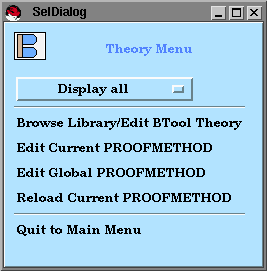 SelDialog
B
Theory Menu
Display all
Browse Library/Edit BTool Theory
Edit Current PROOFMETHOD
Edit Global PROOFMETHOD
Reload Current PROOFMETHOD
Quit to Main Menu